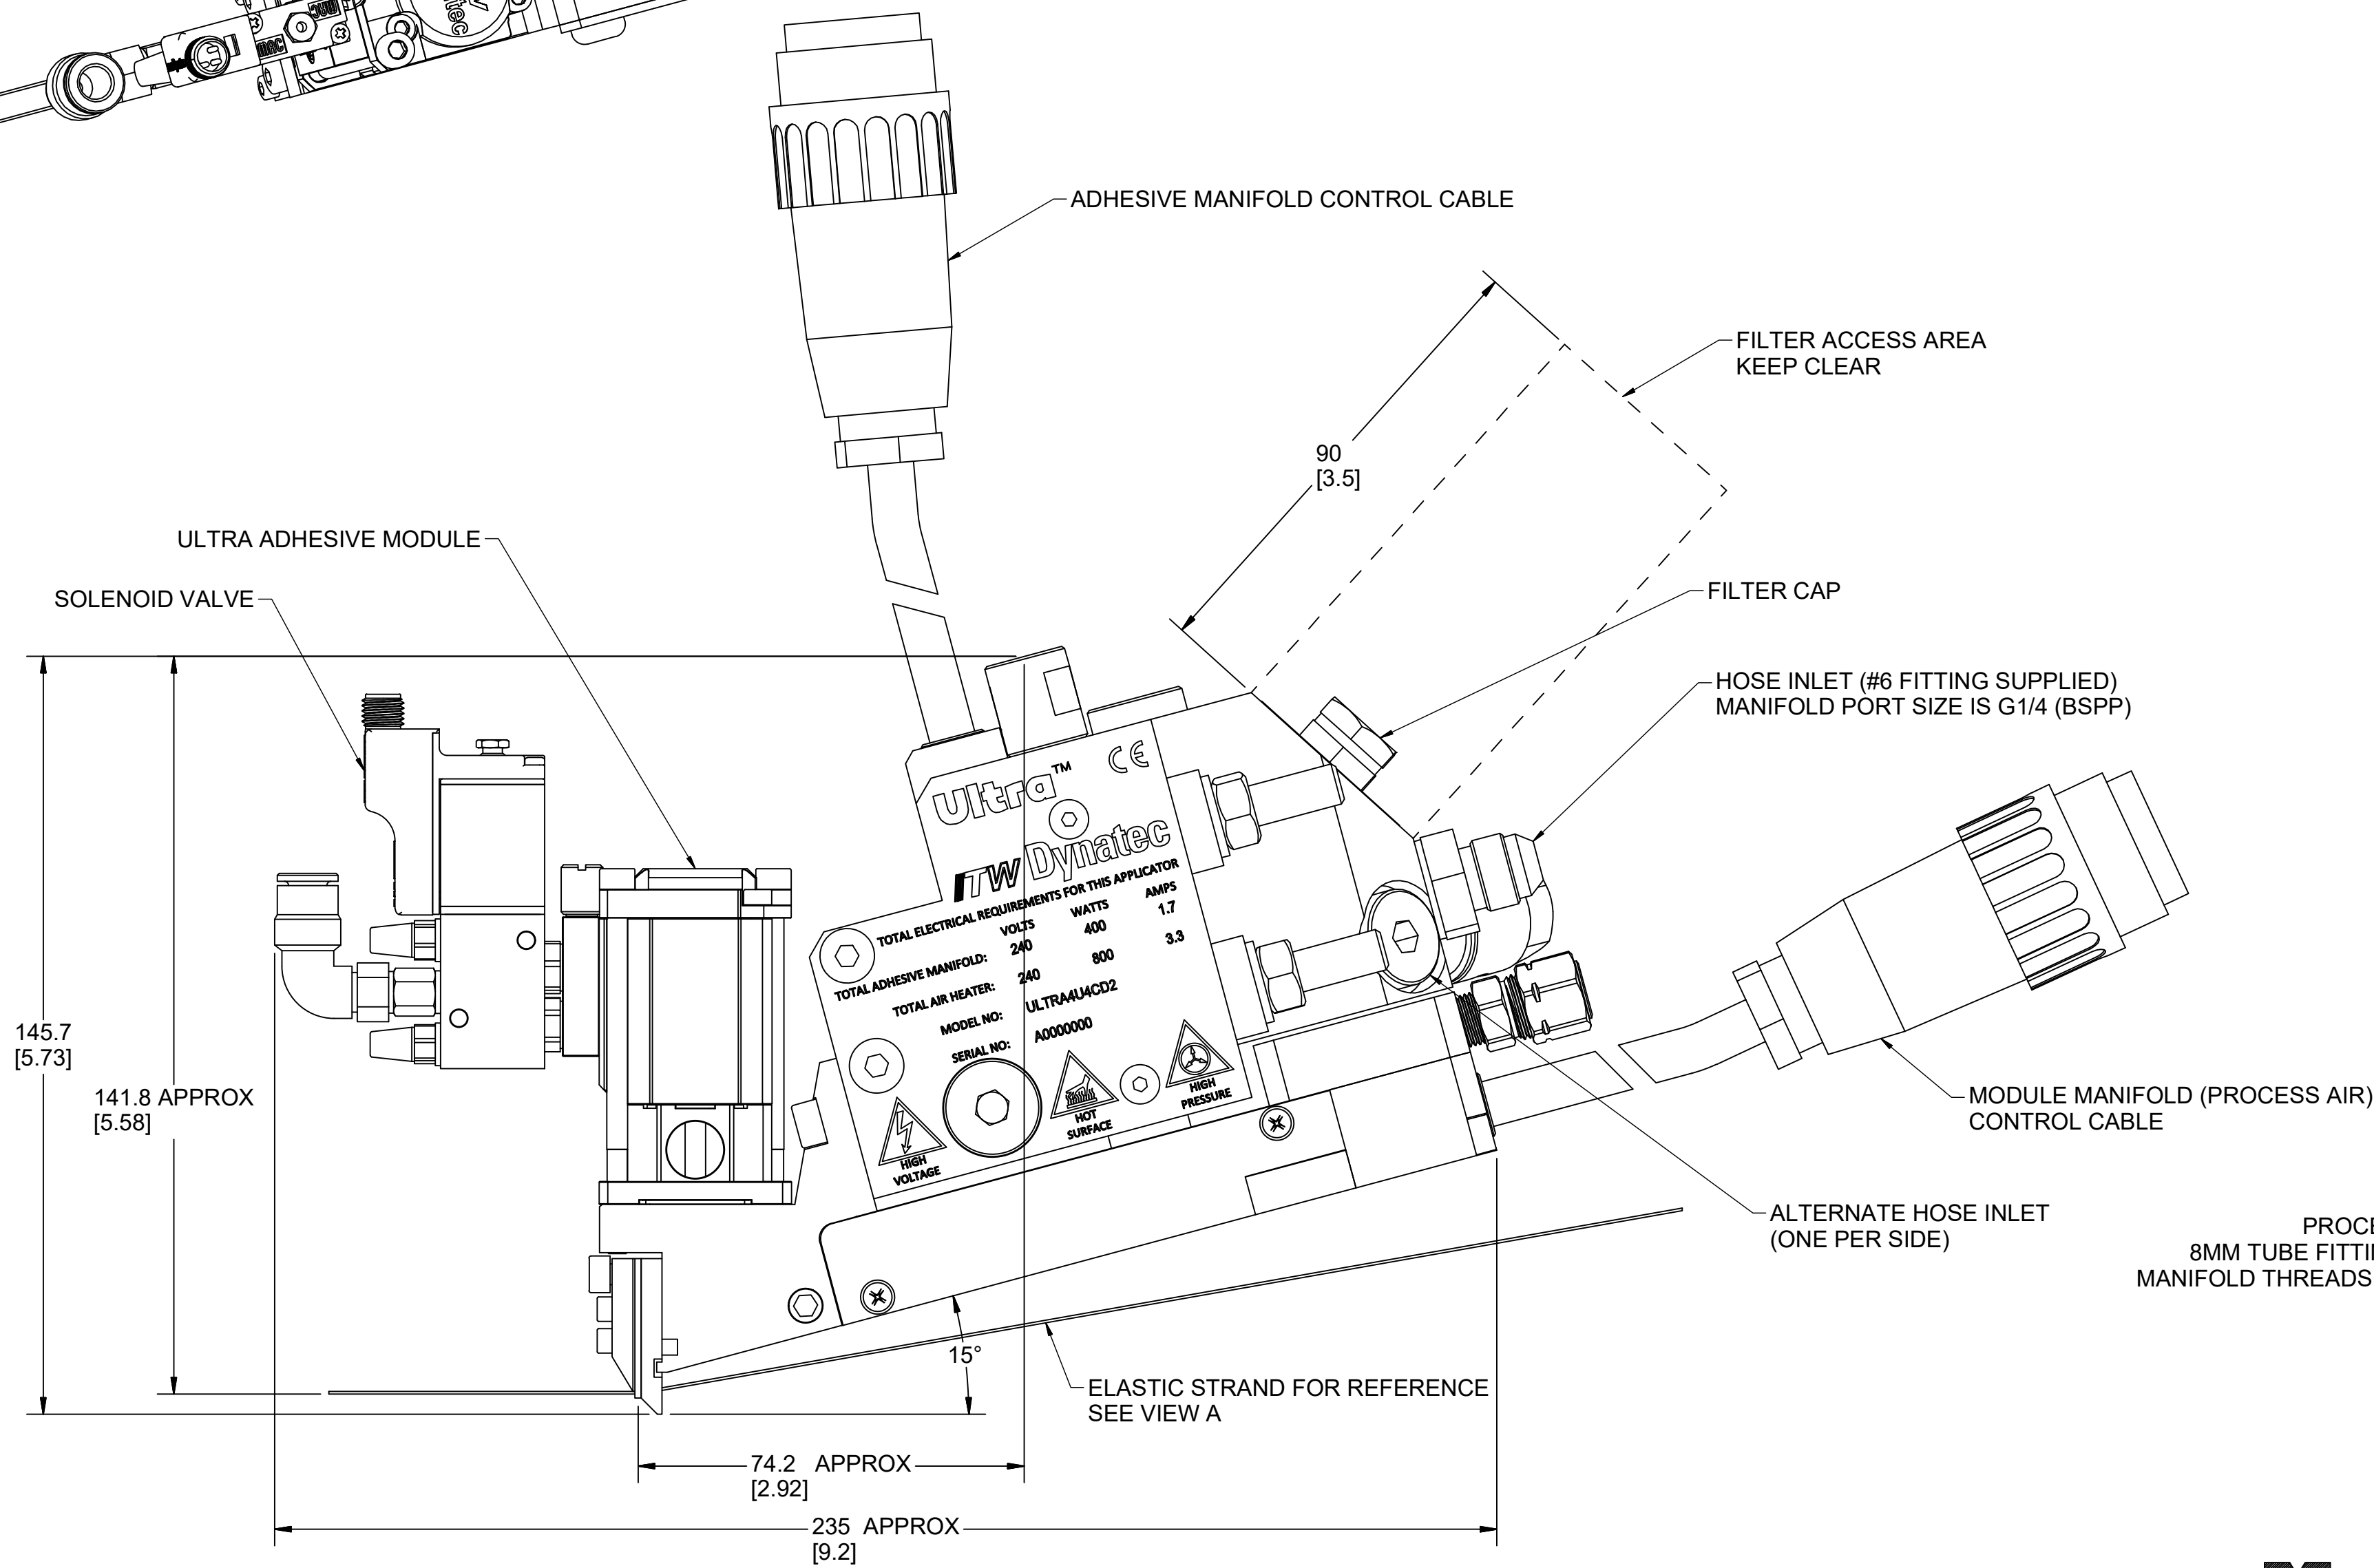 MAC
MAC
tec
ADHESIVE MANIFOLD CONTROL CABLE
FILTER ACCESS AREA
KEEP CLEAR
90
[3.5]
ULTRA ADHESIVE MODULE
SOLENOID VALVE
FILTER CAP
HOSE INLET (#6 FITTING SUPPLIED)
MANIFOLD PORT SIZE IS G1/4 (BSPP)
Ultra™ CE
ITW Dynatec
TOTAL ELECTRICAL REQUIREMENTS FOR THIS APPLICATOR
VOLTS WATTS AMPS
TOTAL ADHESIVE MANIFOLD: 240 400 1.7
TOTAL AIR HEATER: 240 800 3.3
MODEL NO: ULTRA4U4CD2
SERIAL NO: A0000000
HIGH
VOLTAGE
HOT
SURFACE
HIGH
PRESSURE
145.7
[5.73]
141.8 APPROX
[5.58]
MODULE MANIFOLD (PROCESS AIR)
CONTROL CABLE
ALTERNATE HOSE INLET
(ONE PER SIDE)
PROCE
8MM TUBE FITTI
MANIFOLD THREADS
15°
ELASTIC STRAND FOR REFERENCE
SEE VIEW A
74.2 APPROX
[2.92]
235 APPROX
[9.2]